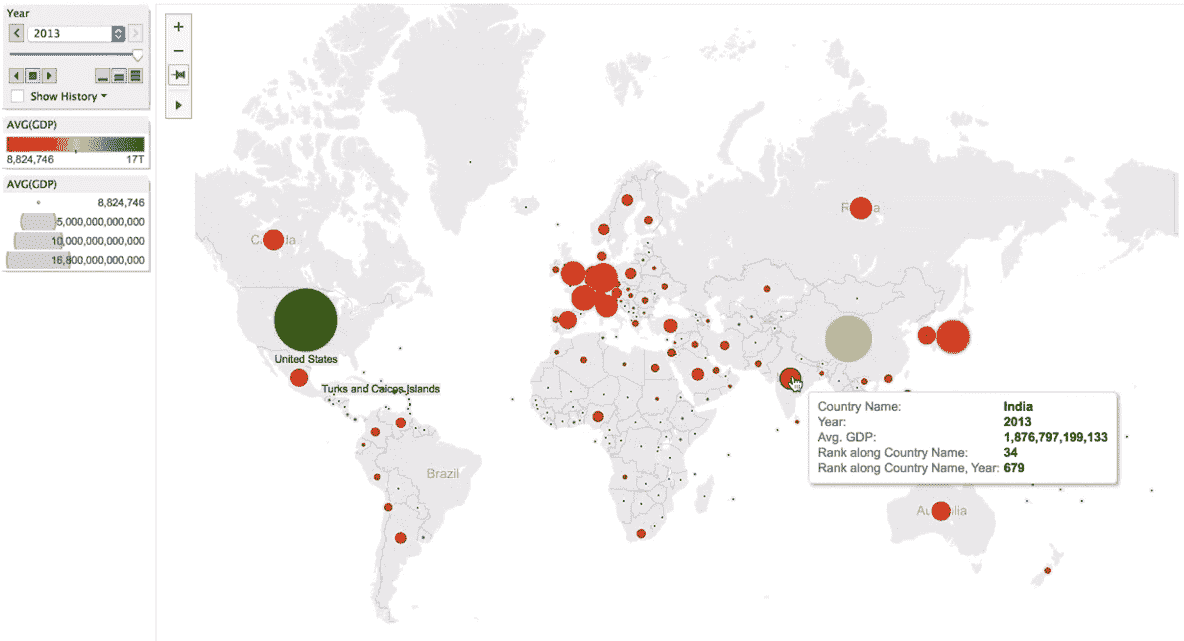 Year
2013
Show History
AVG(GDP)
8,824,746 17T
AVG(GDP)
8,824,746
5,000,000,000,000
10,000,000,000,000
16,800,000,000,000
United States
Turks and Caicos Islands
Brazil
Country Name: India
Year: 2013
Avg. GDP: 1,876,797,199,133
Rank along Country Name: 34
Rank along Country Name, Year: 679